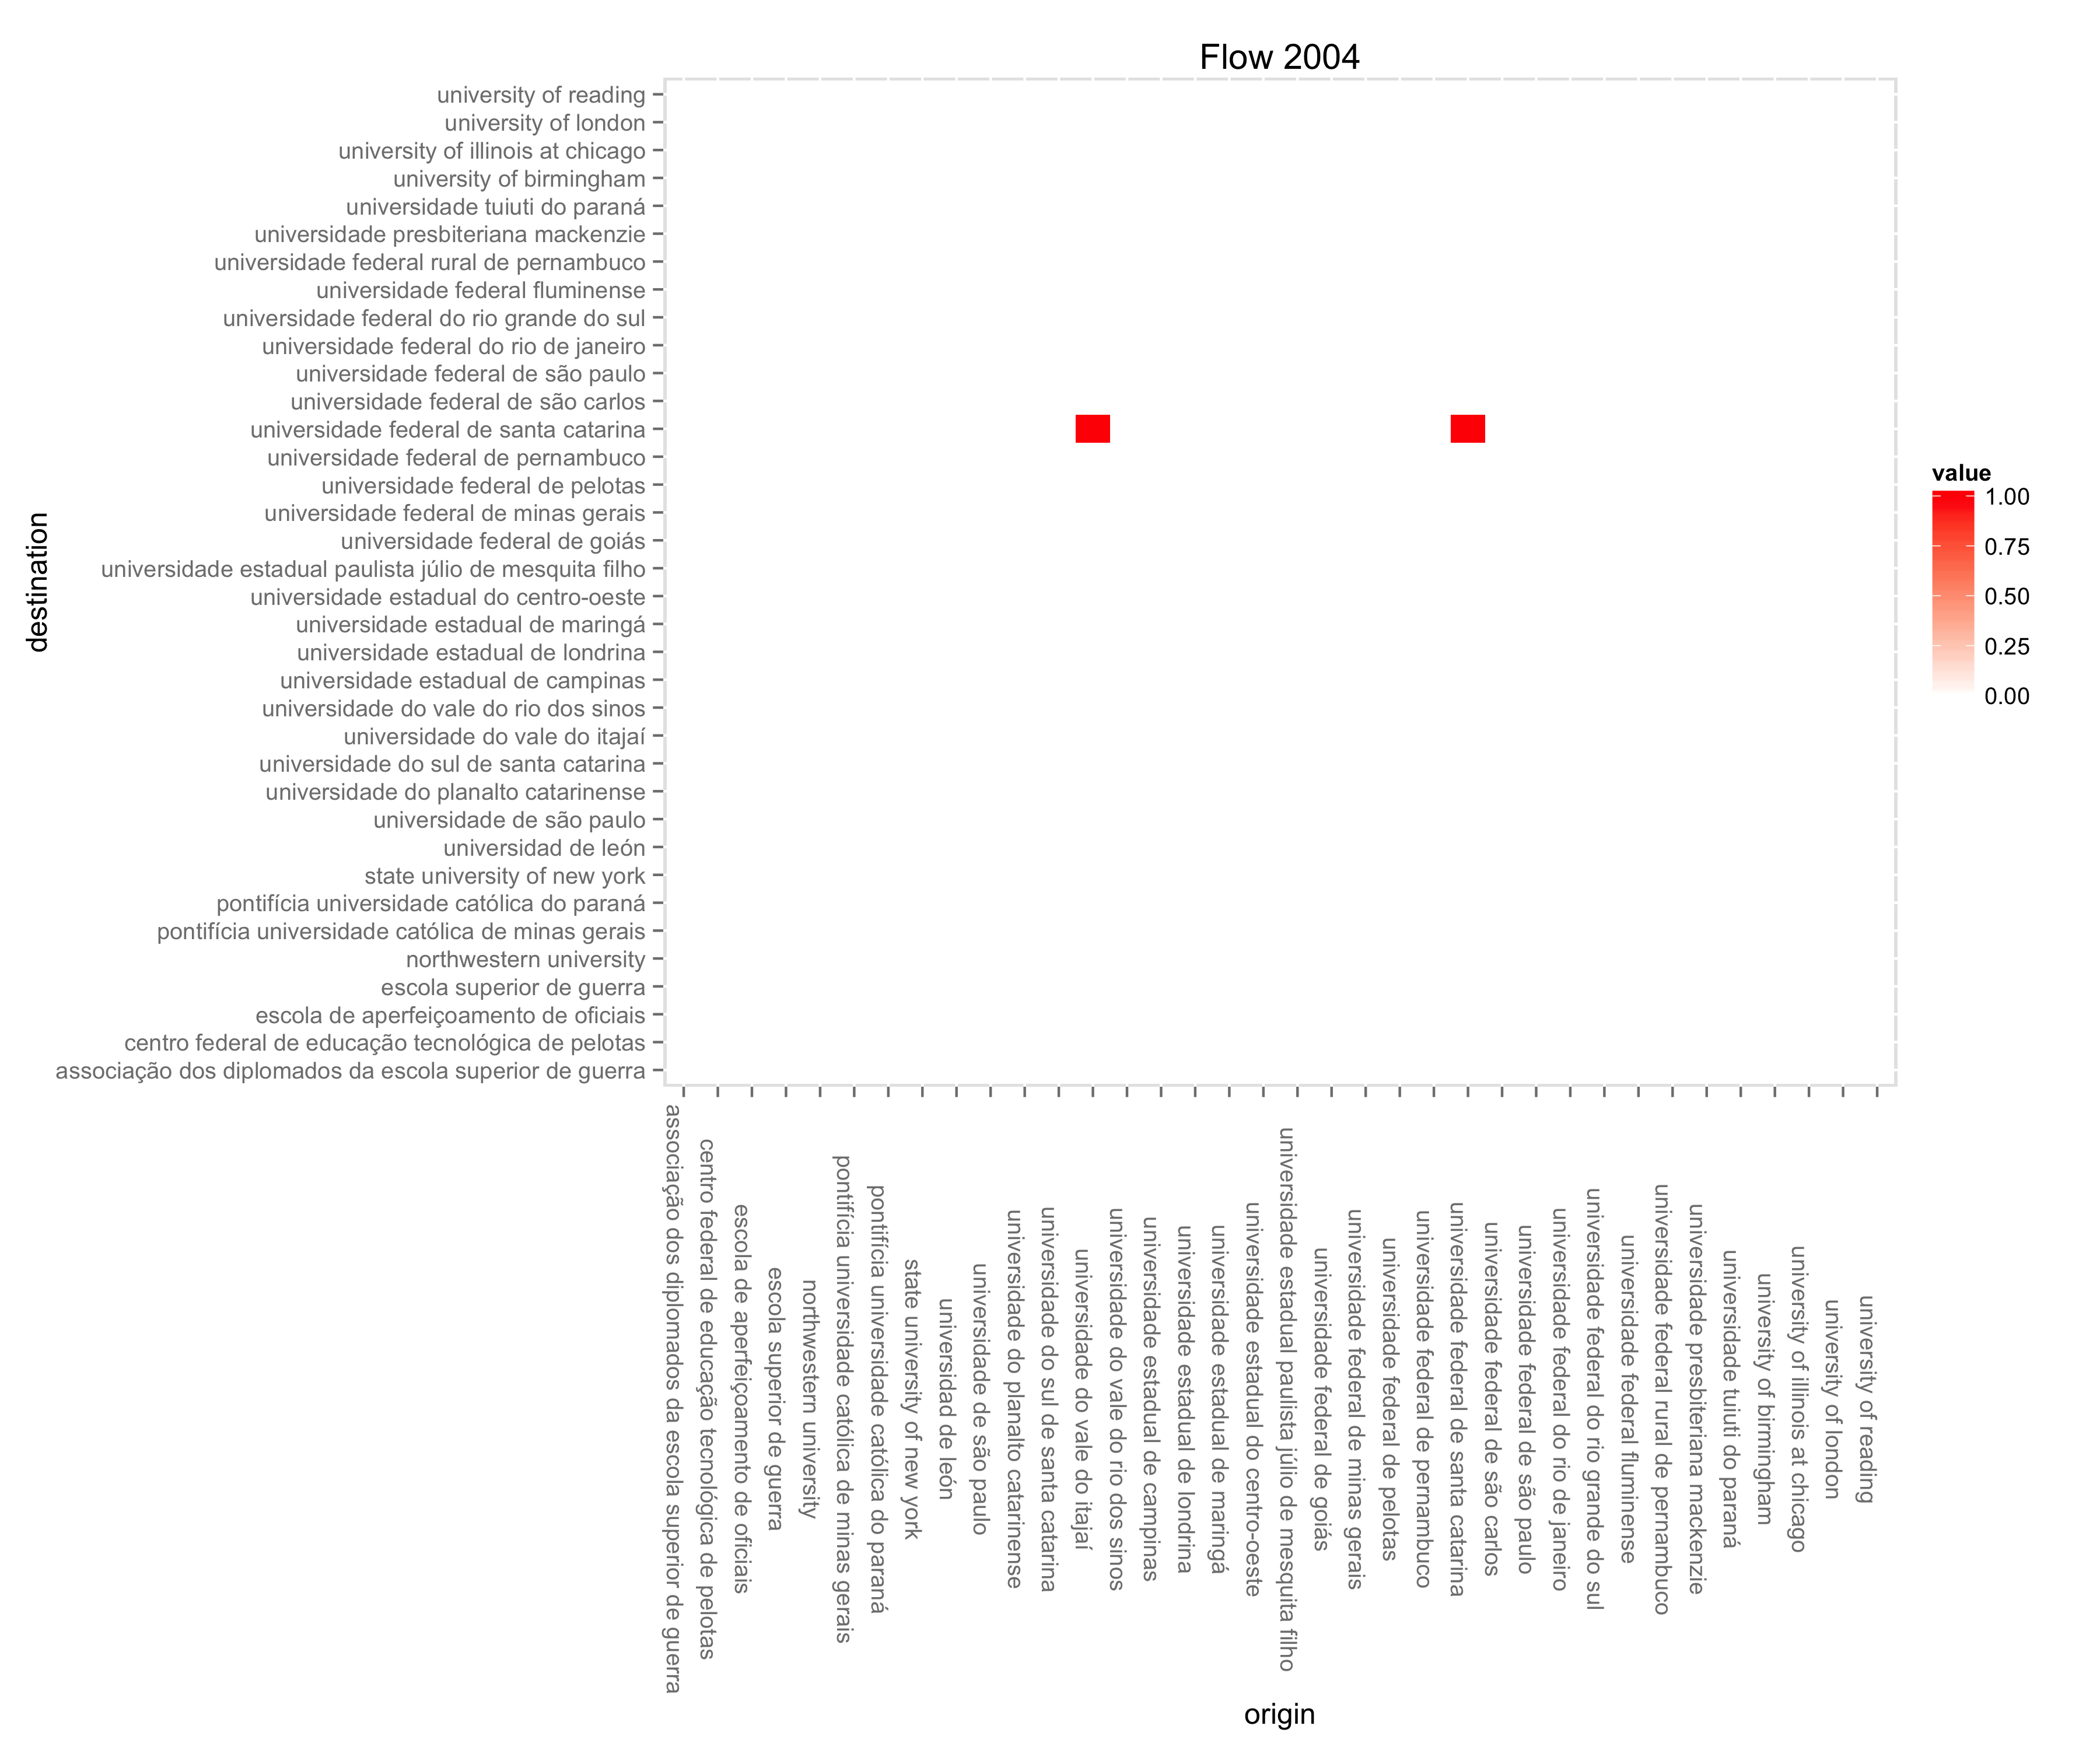 Flow 2004
university of reading
university of london
university of illinois at chicago
university of birmingham
universidade tuiuti do paraná
universidade presbiteriana mackenzie
universidade federal rural de pernambuco
universidade federal fluminense
universidade federal do rio grande do sul
universidade federal do rio de janeiro
universidade federal de são paulo
universidade federal de são carlos
universidade federal de santa catarina
universidade federal de pernambuco
universidade federal de pelotas
universidade federal de minas gerais
universidade federal de goiás
universidade estadual paulista júlio de mesquita filho
universidade estadual do centro-oeste
universidade estadual de maringá
universidade estadual de londrina
universidade estadual de campinas
universidade do vale do rio dos sinos
universidade do vale do itajaí
universidade do sul de santa catarina
universidade do planalto catarinense
universidade de são paulo
universidad de león
state university of new york
pontifícia universidade católica do paraná
pontifícia universidade católica de minas gerais
northwestern university
escola superior de guerra
escola de aperfeiçoamento de oficiais
centro federal de educação tecnológica de pelotas
associação dos diplomados da escola superior de guerra
destination
value
1.00
0.75
0.50
0.25
0.00
associação dos diplomados da escola superior de guerra
centro federal de educação tecnológica de pelotas
escola de aperfeiçoamento de oficiais
escola superior de guerra
northwestern university
pontifícia universidade católica de minas gerais
pontifícia universidade católica do paraná
state university of new york
universidad de león
universidade de são paulo
universidade do planalto catarinense
universidade do sul de santa catarina
universidade do vale do itajaí
universidade do vale do rio dos sinos
universidade estadual de campinas
universidade estadual de londrina
universidade estadual de maringá
universidade estadual do centro-oeste
universidade estadual paulista júlio de mesquita filho
universidade federal de goiás
universidade federal de minas gerais
universidade federal de pelotas
universidade federal de pernambuco
universidade federal de santa catarina
universidade federal de são carlos
universidade federal de são paulo
universidade federal do rio de janeiro
universidade federal do rio grande do sul
universidade federal fluminense
universidade federal rural de pernambuco
universidade presbiteriana mackenzie
universidade tuiuti do paraná
university of birmingham
university of illinois at chicago
university of london
university of reading
origin